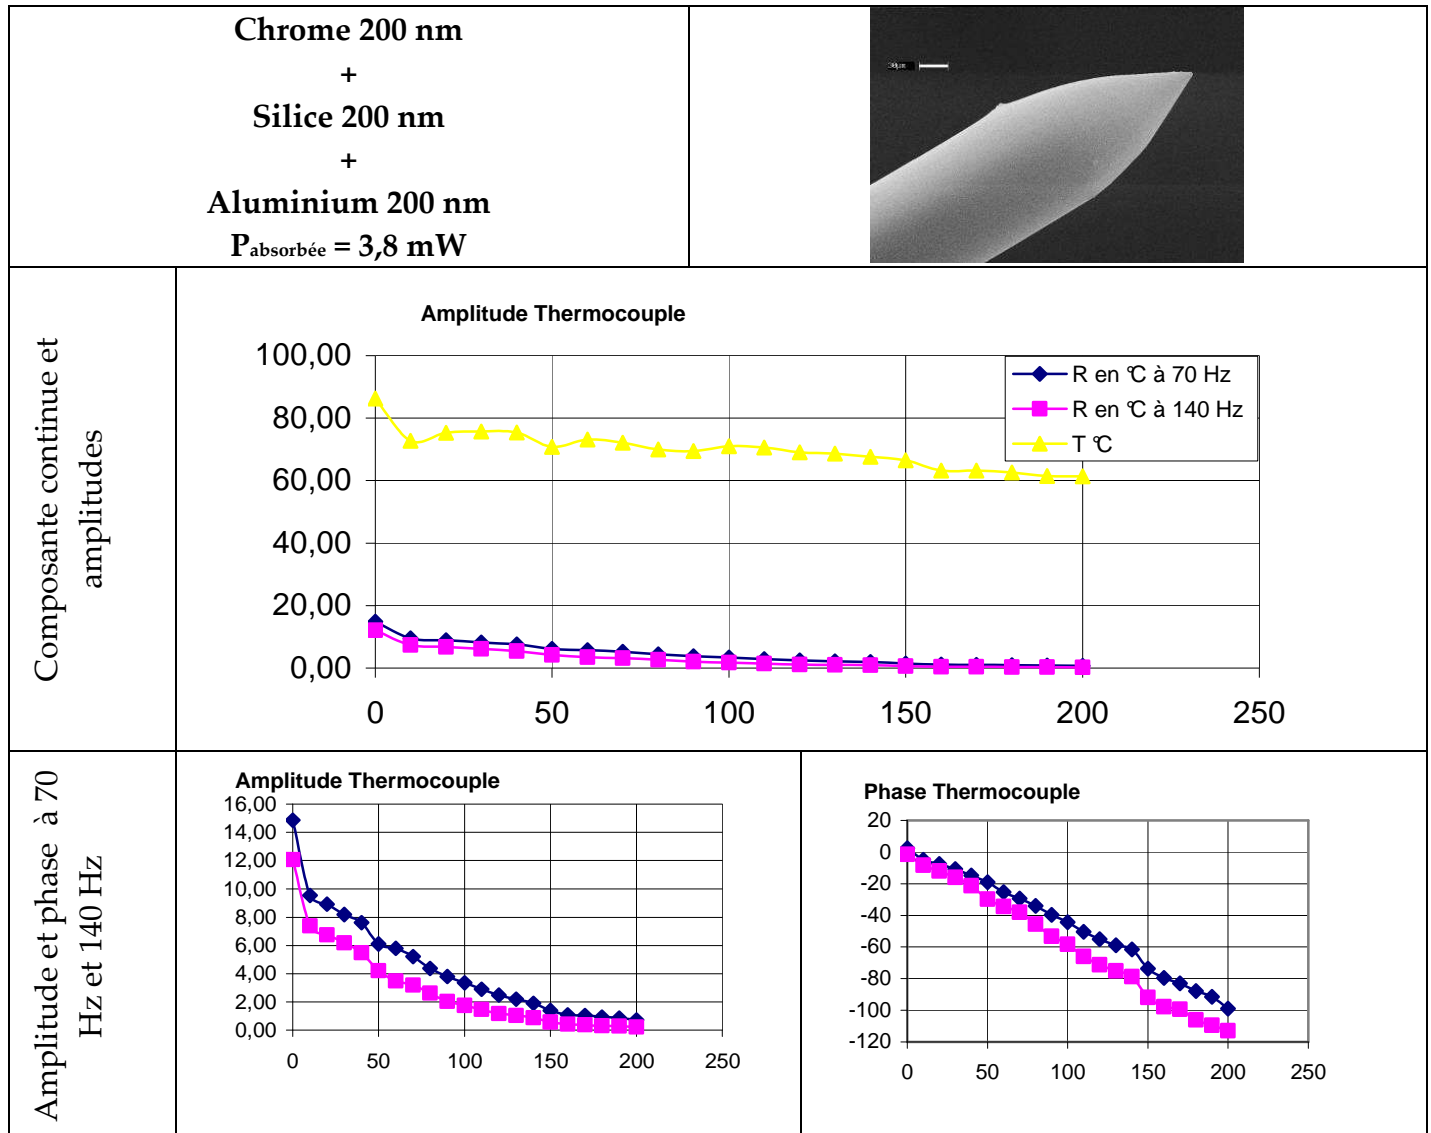 Chrome 200 nm
+
Silice 200 nm
+
Aluminium 200 nm
Pabsorbée = 3,8 mW
Composante continue et
amplitudes
Amplitude Thermocouple
100,00
80,00
60,00
40,00
20,00
0,00
0 50 100 150 200 250
R en °C à 70 Hz
R en °C à 140 Hz
T °C
Amplitude et phase à 70
Hz et 140 Hz
Amplitude Thermocouple
16,00
14,00
12,00
10,00
8,00
6,00
4,00
2,00
0,00
0 50 100 150 200 250
Phase Thermocouple
20
0
-20
-40
-60
-80
-100
-120
0 50 100 150 200 250